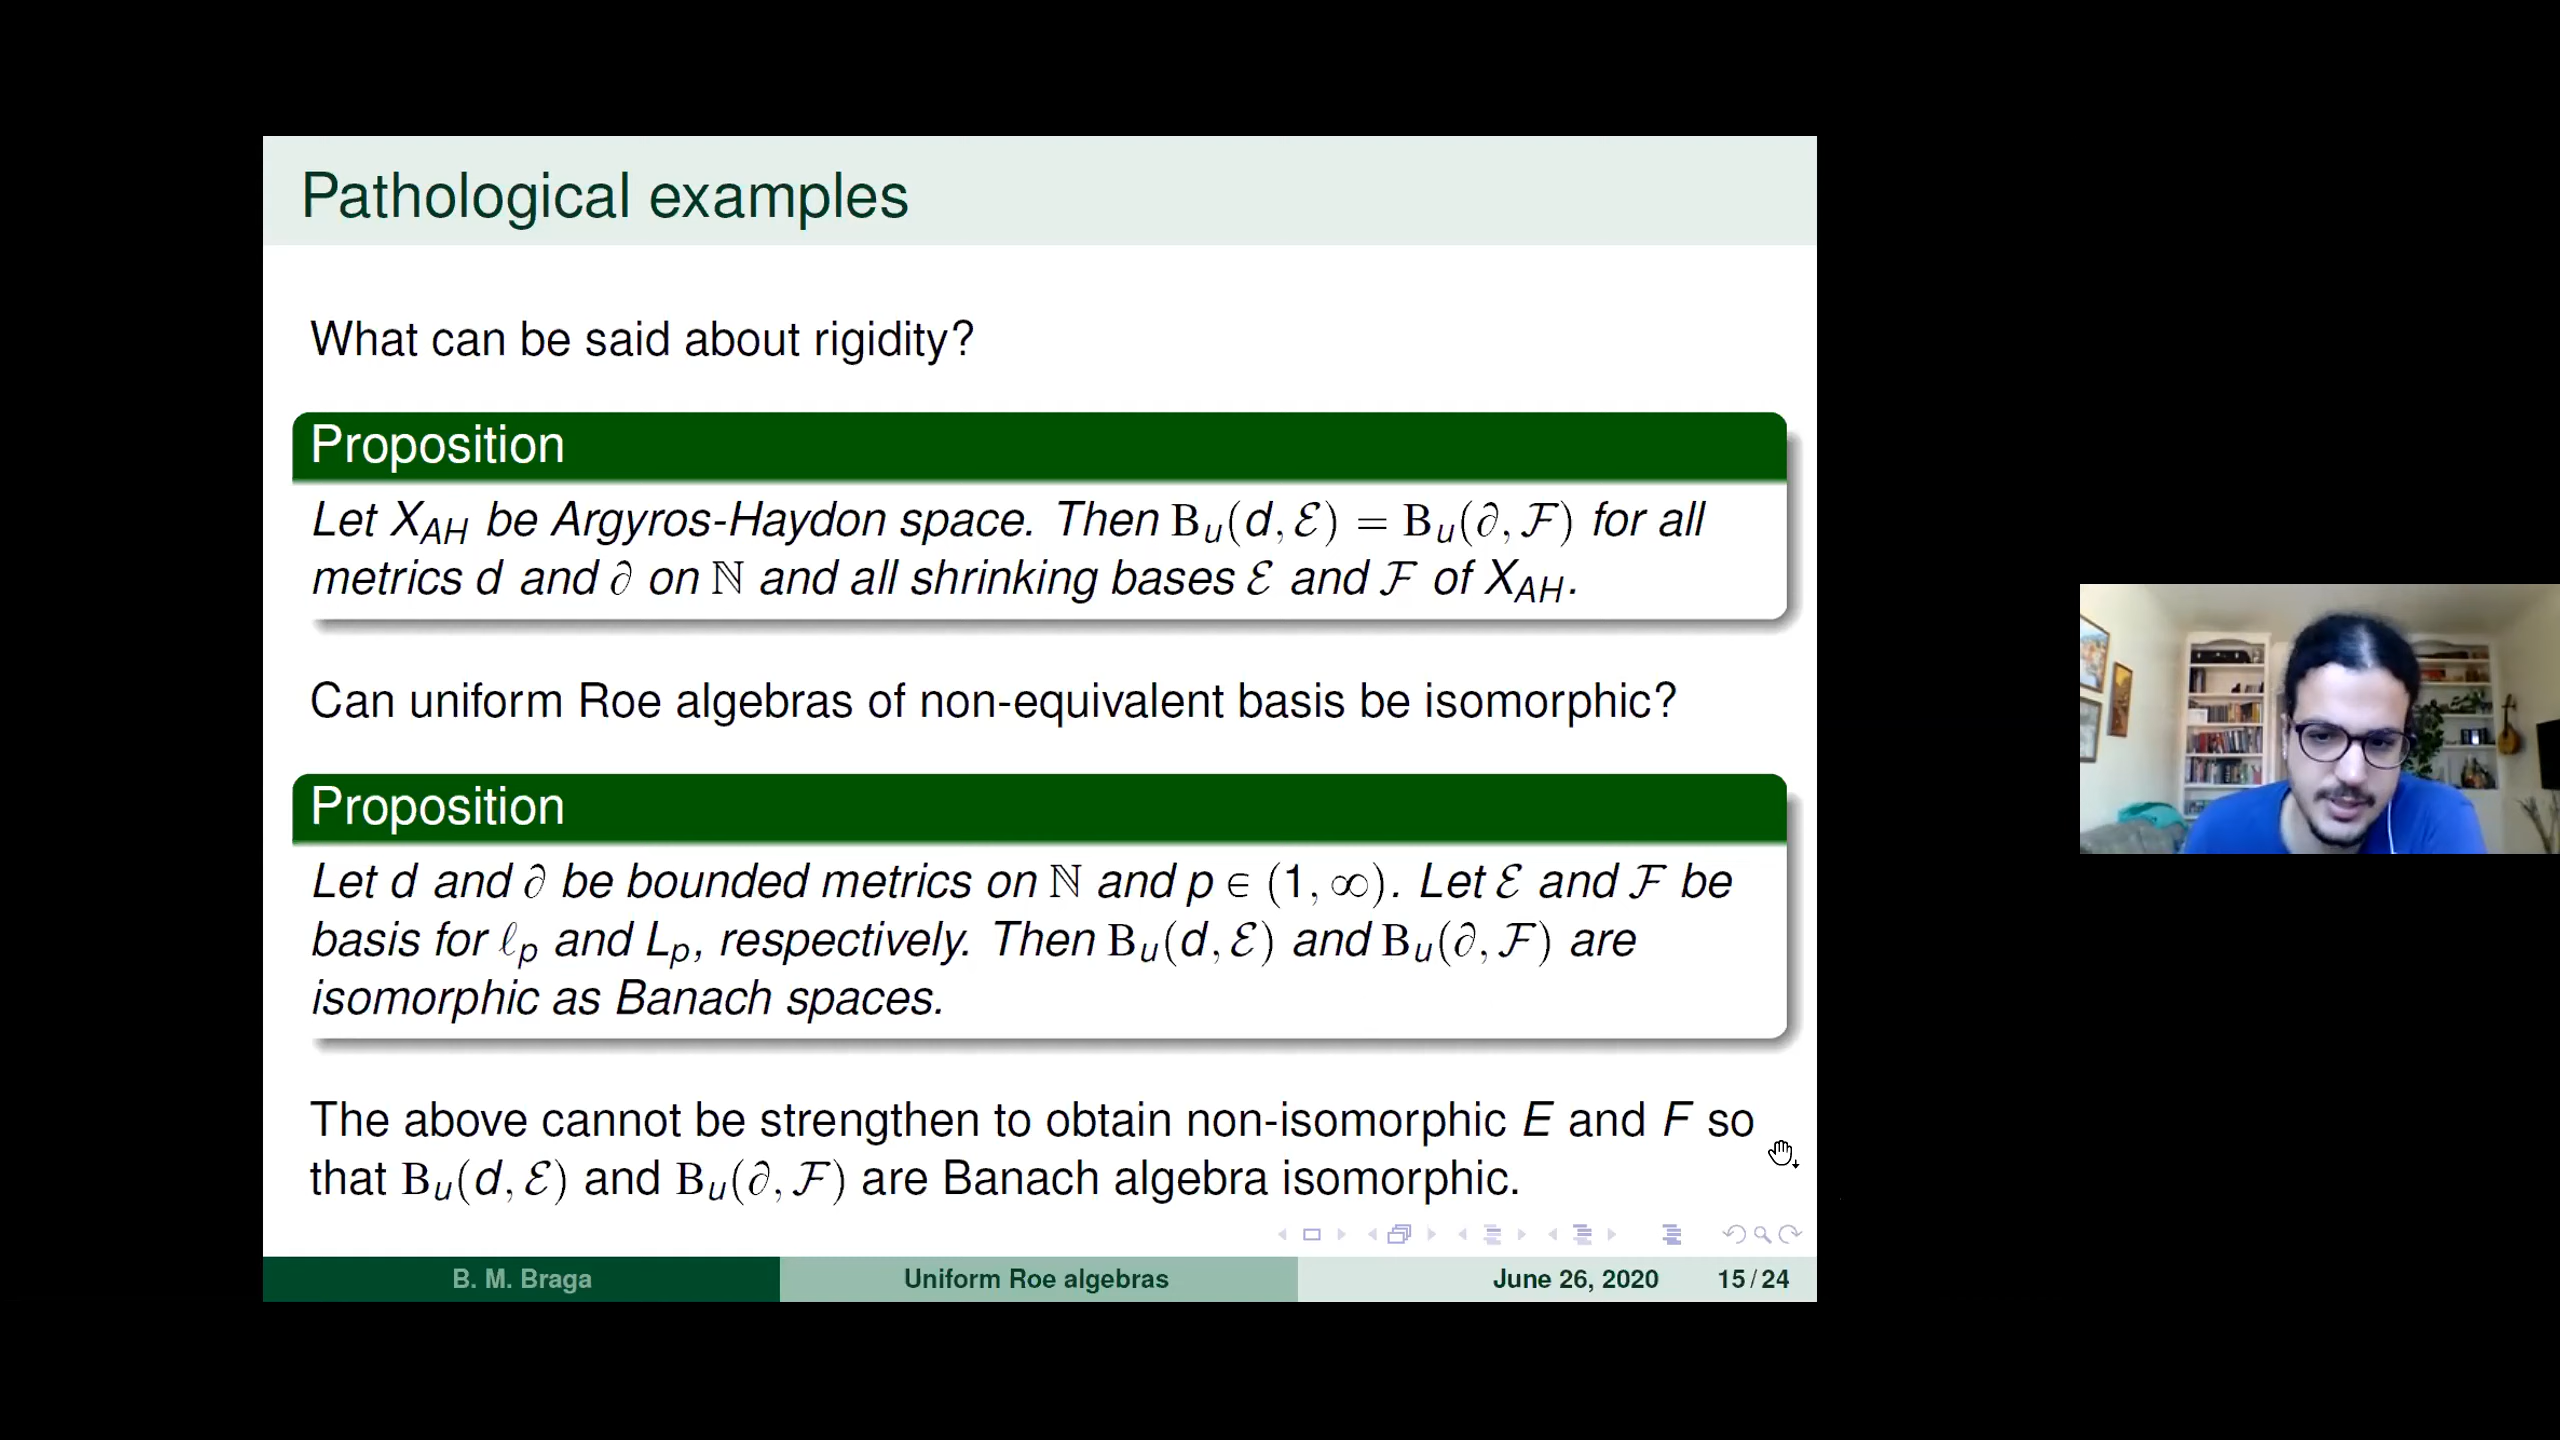 Pathological examples
What can be said about rigidity?
Proposition
Let X_AH be Argyros-Haydon space. Then B_u(d, ℰ) = B_u(∂, ℱ) for all
metrics d and ∂ on ℕ and all shrinking bases ℰ and ℱ of X_AH.
Can uniform Roe algebras of non-equivalent basis be isomorphic?
Proposition
Let d and ∂ be bounded metrics on ℕ and p ∈ (1, ∞). Let ℰ and ℱ be
basis for ℓ_p and L_p, respectively. Then B_u(d, ℰ) and B_u(∂, ℱ) are
isomorphic as Banach spaces.
The above cannot be strengthen to obtain non-isomorphic E and F so
that B_u(d, ℰ) and B_u(∂, ℱ) are Banach algebra isomorphic.
B. M. Braga Uniform Roe algebras June 26, 2020 15 / 24